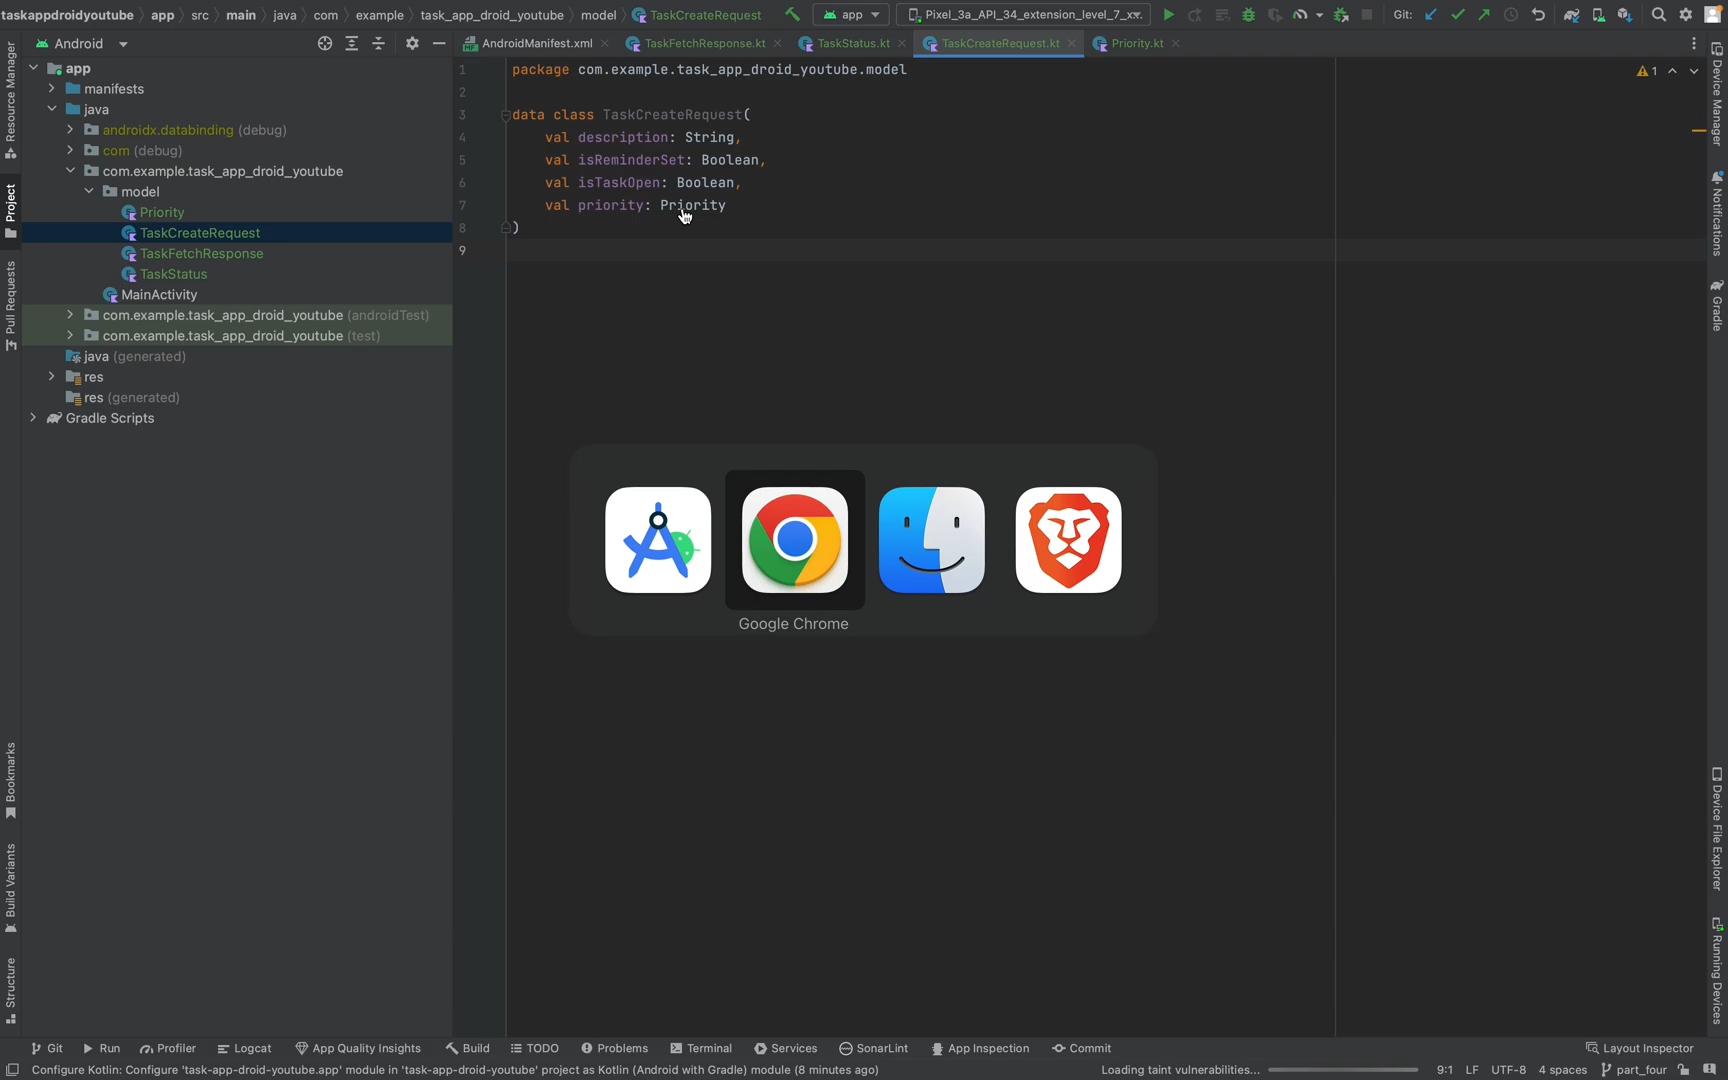 taskappdroidyoutube app src main java com example task_app_droid_youtube model TaskCreateRequest app Pixel_3a_API_34_extension_level_7_x... Git:
Android AndroidManifest.xml TaskFetchResponse.kt TaskStatus.kt TaskCreateRequest.kt Priority.kt
app
manifests
java
androidx.databinding (debug)
com (debug)
com.example.task_app_droid_youtube
model
Priority
TaskCreateRequest
TaskFetchResponse
TaskStatus
MainActivity
com.example.task_app_droid_youtube (androidTest)
com.example.task_app_droid_youtube (test)
java (generated)
res
res (generated)
Gradle Scripts
1 package com.example.task_app_droid_youtube.model
2
3 data class TaskCreateRequest(
4 val description: String,
5 val isReminderSet: Boolean,
6 val isTaskOpen: Boolean,
7 val priority: Priority
8 )
9
1
Google Chrome
Resource Manager
Project
Pull Requests
Bookmarks
Build Variants
Structure
Device Manager
Notifications
Gradle
Device File Explorer
Running Devices
Git Run Profiler Logcat App Quality Insights Build TODO Problems Terminal Services SonarLint App Inspection Commit Layout Inspector
Configure Kotlin: Configure 'task-app-droid-youtube.app' module in 'task-app-droid-youtube' project as Kotlin (Android with Gradle) module (8 minutes ago) Loading taint vulnerabilities... 9:1 LF UTF-8 4 spaces part_four